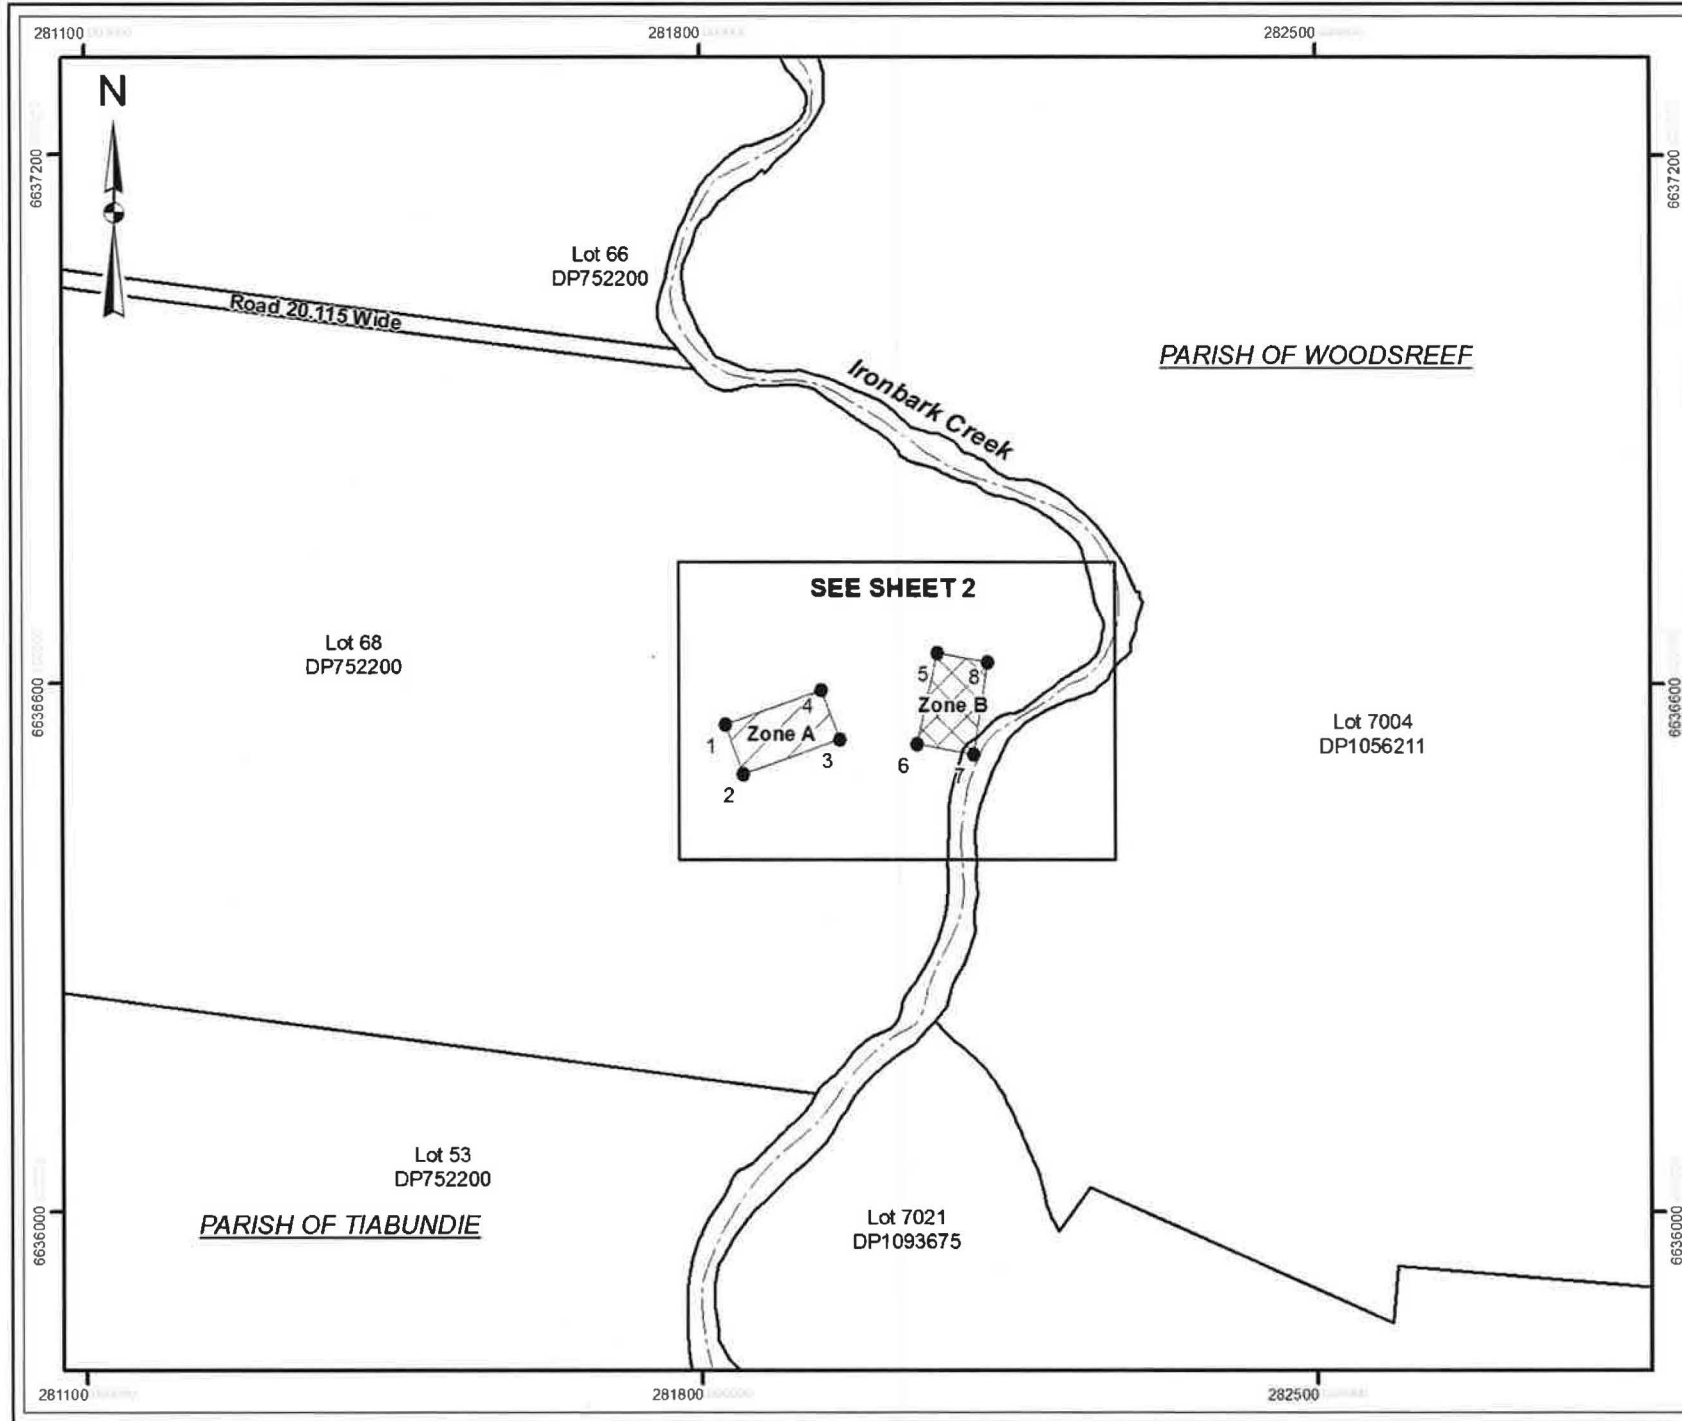 281100
281800
282500
N
6637200
6637200
Lot 66
DP752200
Road 20.115 Wide
PARISH OF WOODSREEF
Ironbark Creek
SEE SHEET 2
Lot 68
DP752200
5
8
4
Zone B
Zone A
1
3
6
7
2
6636600
6636600
Lot 7004
DP1056211
Lot 53
DP752200
PARISH OF TIABUNDIE
Lot 7021
DP1093675
6636000
6636000
281100
281800
282500